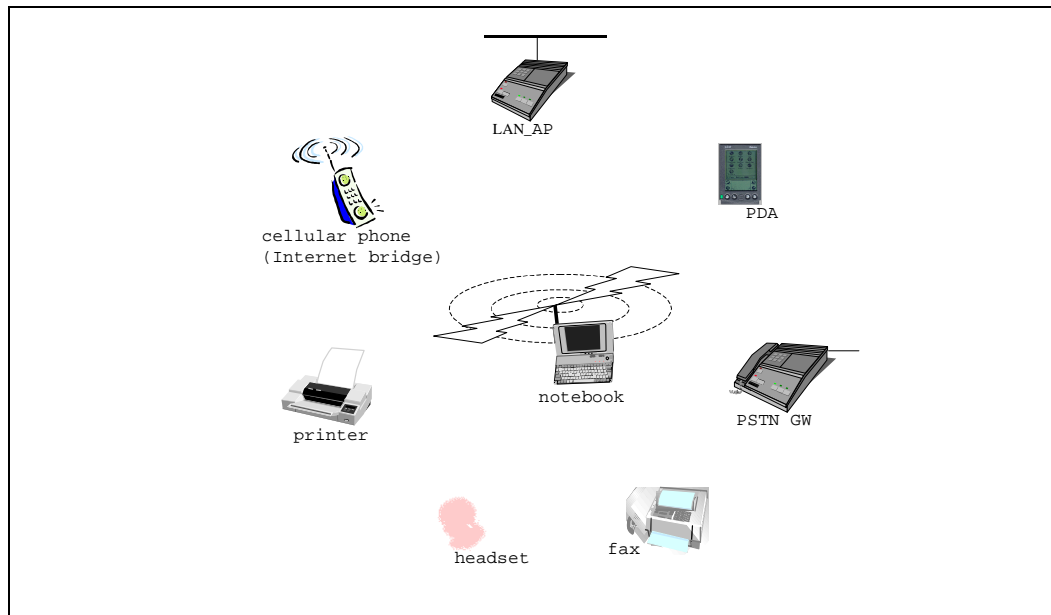 LAN_AP
PDA
cellular phone
(Internet bridge)
notebook
printer
PSTN GW
headset
fax